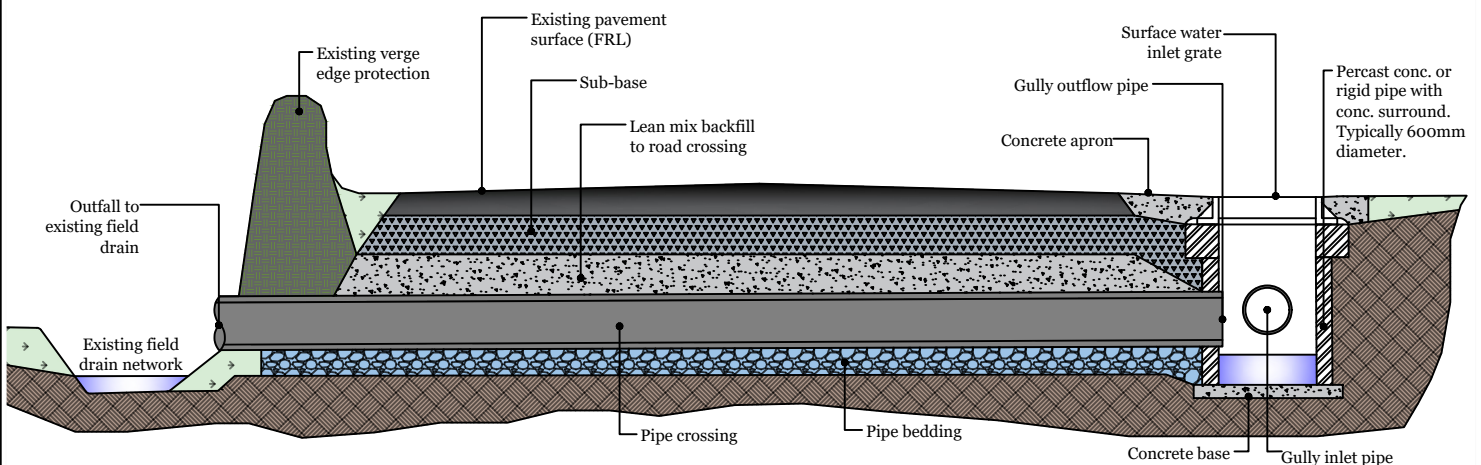 Existing pavement
surface (FRL)
Surface water
inlet grate
Existing verge
edge protection
Sub-base
Gully outflow pipe
Percast conc. or
rigid pipe with
conc. surround.
Typically 600mm
diameter.
Lean mix backfill
to road crossing
Concrete apron
Outfall to
existing field
drain
Existing field
drain network
Pipe crossing
Pipe bedding
Concrete base
Gully inlet pipe